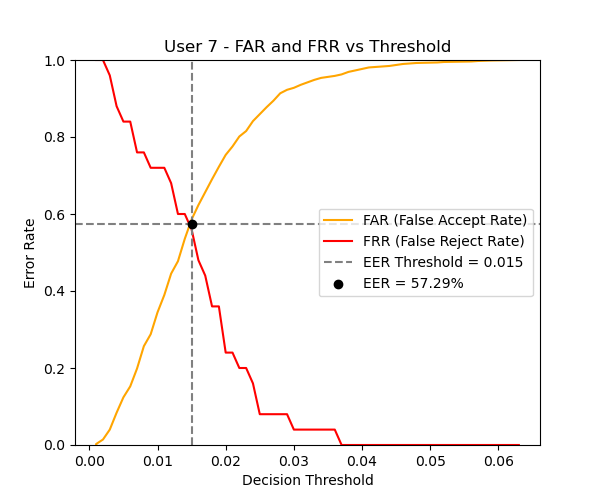 User 7 - FAR and FRR vs Threshold
1.0
0.8
0.6
0.4
0.2
0.0
Error Rate
FAR (False Accept Rate)
FRR (False Reject Rate)
EER Threshold = 0.015
EER = 57.29%
0.00 0.01 0.02 0.03 0.04 0.05 0.06
Decision Threshold